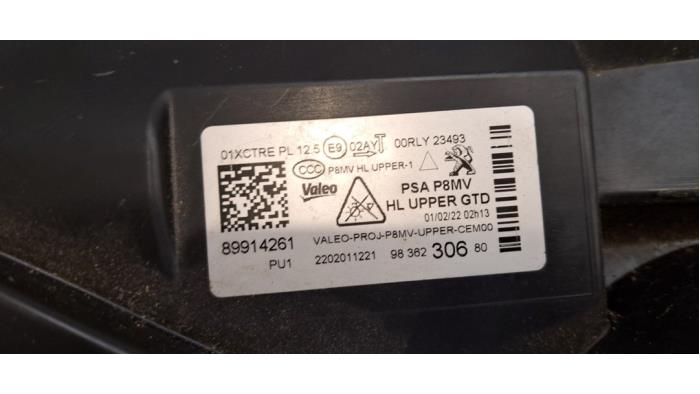 01XCTRE PL 12.5 E9 02AYT 00RLY 23493
CCC P8MV HL UPPER-1
Valeo
PSA P8MV
HL UPPER GTD
01/02/22 02h13
89914261
VALEO-PROJ-P8MV-UPPER-CEM00
PU1 2202011221 98 362 306 80